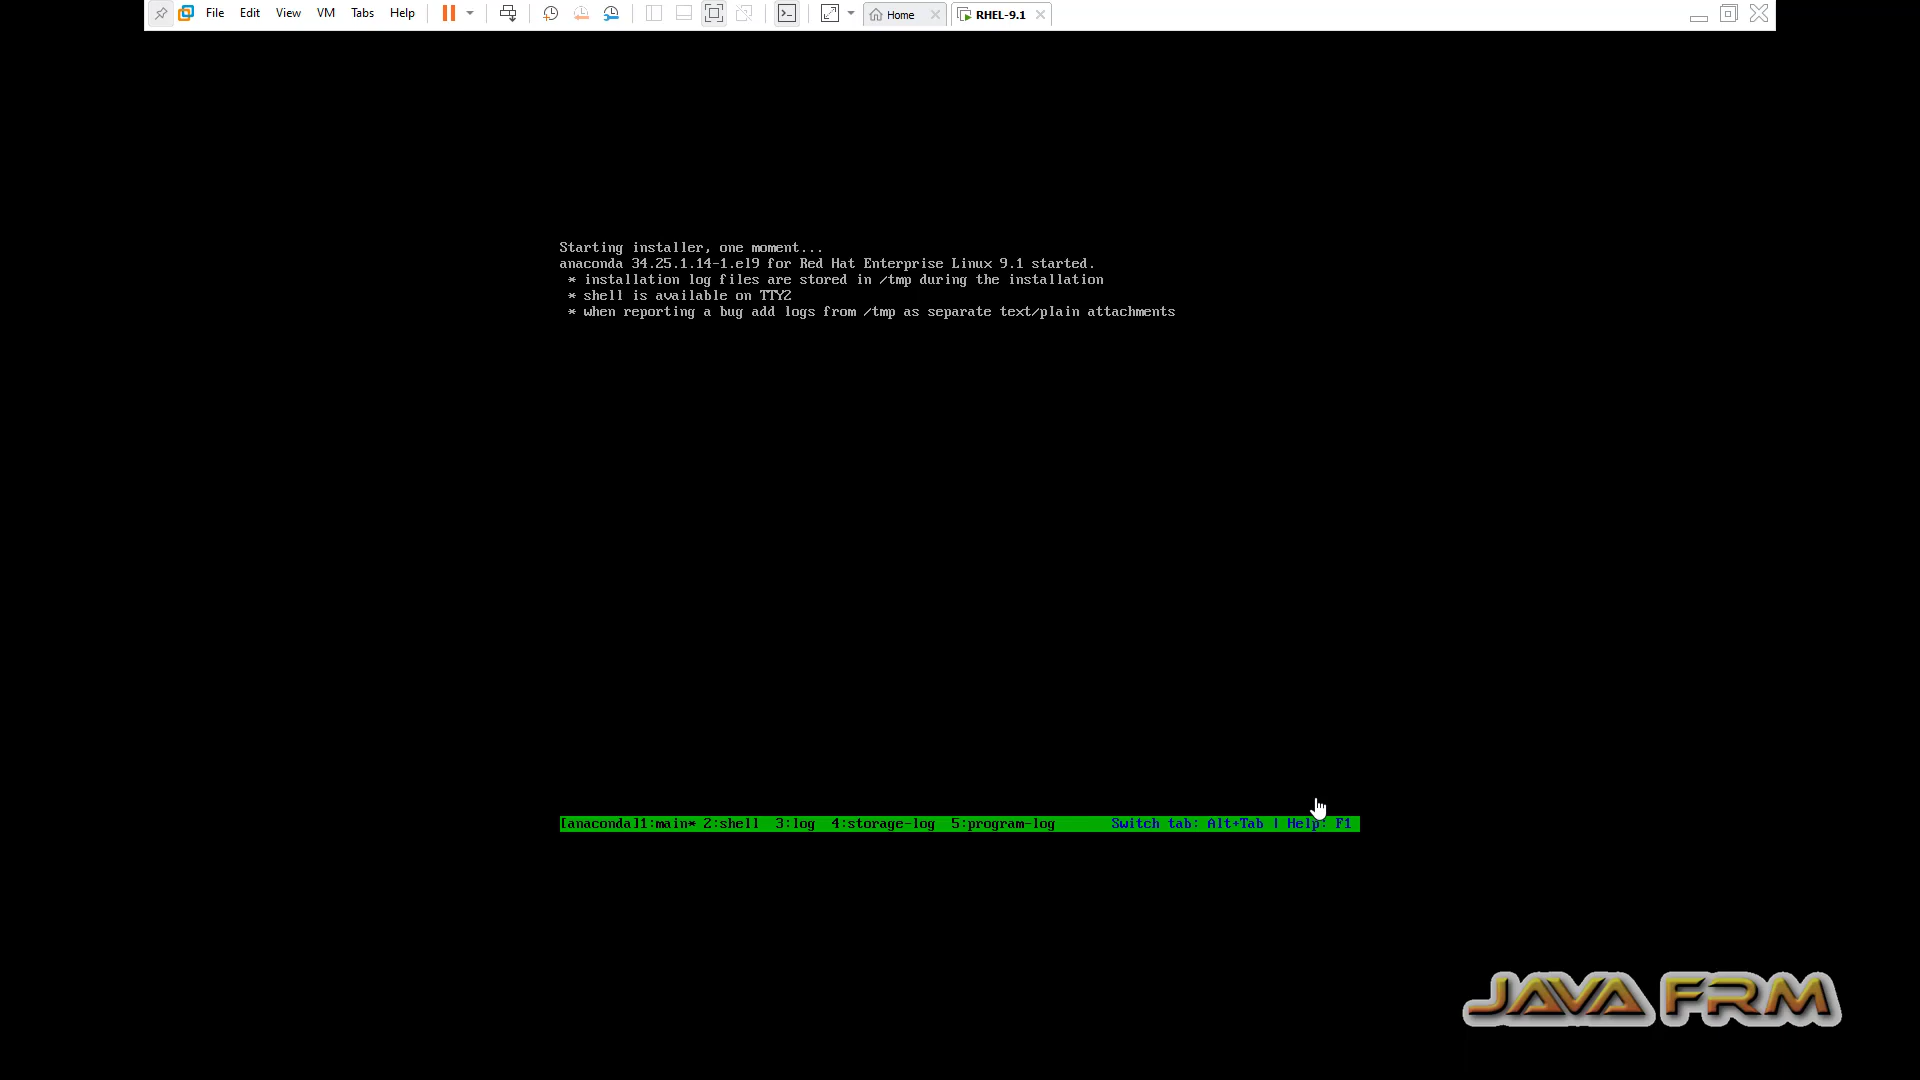 File Edit View VM Tabs Help Home RHEL-9.1
Starting installer, one moment...
anaconda 34.25.1.14-1.el9 for Red Hat Enterprise Linux 9.1 started.
* installation log files are stored in /tmp during the installation
* shell is available on TTY2
* when reporting a bug add logs from /tmp as separate text/plain attachments
[anaconda]1:main* 2:shell 3:log 4:storage-log 5:program-log Switch tab: Alt+Tab | Help: F1
JAVA FRM